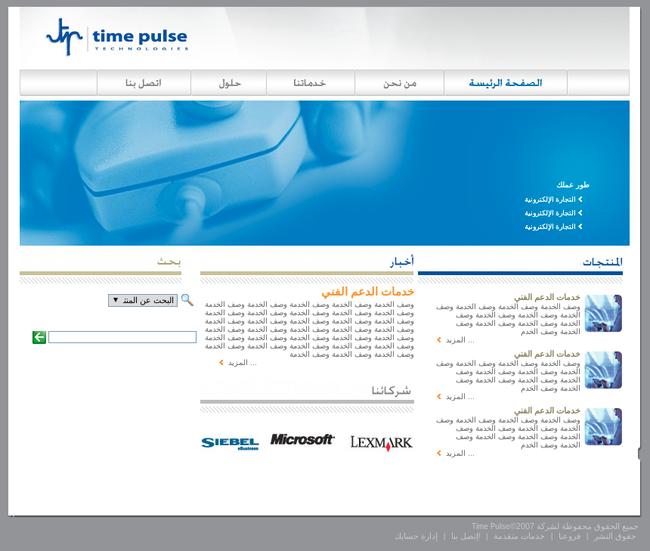 time pulse
TECHNOLOGIES
الصفحة الرئيسة
من نحن
خدماتنا
حلول
اتصل بنا
طور عملك
التجارة الإلكترونية
التجارة الإلكترونية
التجارة الإلكترونية
المنتجات
خدمات الدعم الفني
وصف الخدمة وصف الخدمة وصف الخدمة وصف
الخدمة وصف الخدمة وصف الخدمة وصف
الخدمة وصف الخدمة وصف الخدمة وصف
الخدمة وصف الخدم
المزيد ...
خدمات الدعم الفني
وصف الخدمة وصف الخدمة وصف الخدمة وصف
الخدمة وصف الخدمة وصف الخدمة وصف
الخدمة وصف الخدمة وصف الخدمة وصف
الخدمة وصف الخدم
المزيد ...
خدمات الدعم الفني
وصف الخدمة وصف الخدمة وصف الخدمة وصف
الخدمة وصف الخدمة وصف الخدمة وصف
الخدمة وصف الخدمة وصف الخدمة وصف
الخدمة وصف الخدم
المزيد ...
أخبار
خدمات الدعم الفني
وصف الخدمة وصف الخدمة وصف الخدمة وصف الخدمة وصف الخدمة
وصف الخدمة وصف الخدمة وصف الخدمة وصف الخدمة وصف الخدمة
وصف الخدمة وصف الخدمة وصف الخدمة وصف الخدمة وصف الخدمة
وصف الخدمة وصف الخدمة وصف الخدمة وصف الخدمة وصف الخدمة
وصف الخدمة وصف الخدمة وصف الخدمة وصف الخدمة وصف الخدمة
وصف الخدمة وصف الخدمة وصف الخدمة وصف الخدمة وصف الخدمة
وصف الخدمة وصف الخدمة وصف الخدمة
المزيد ...
شركائنا
LEXMARK
Microsoft
SIEBEL
eBusiness
بحث
البحث عن المنت
جميع الحقوق محفوظة لشركة Time Pulse©2007
حقوق النشر | فروعنا | خدمات متقدمة | اتصل بنا | إدارة حسابك